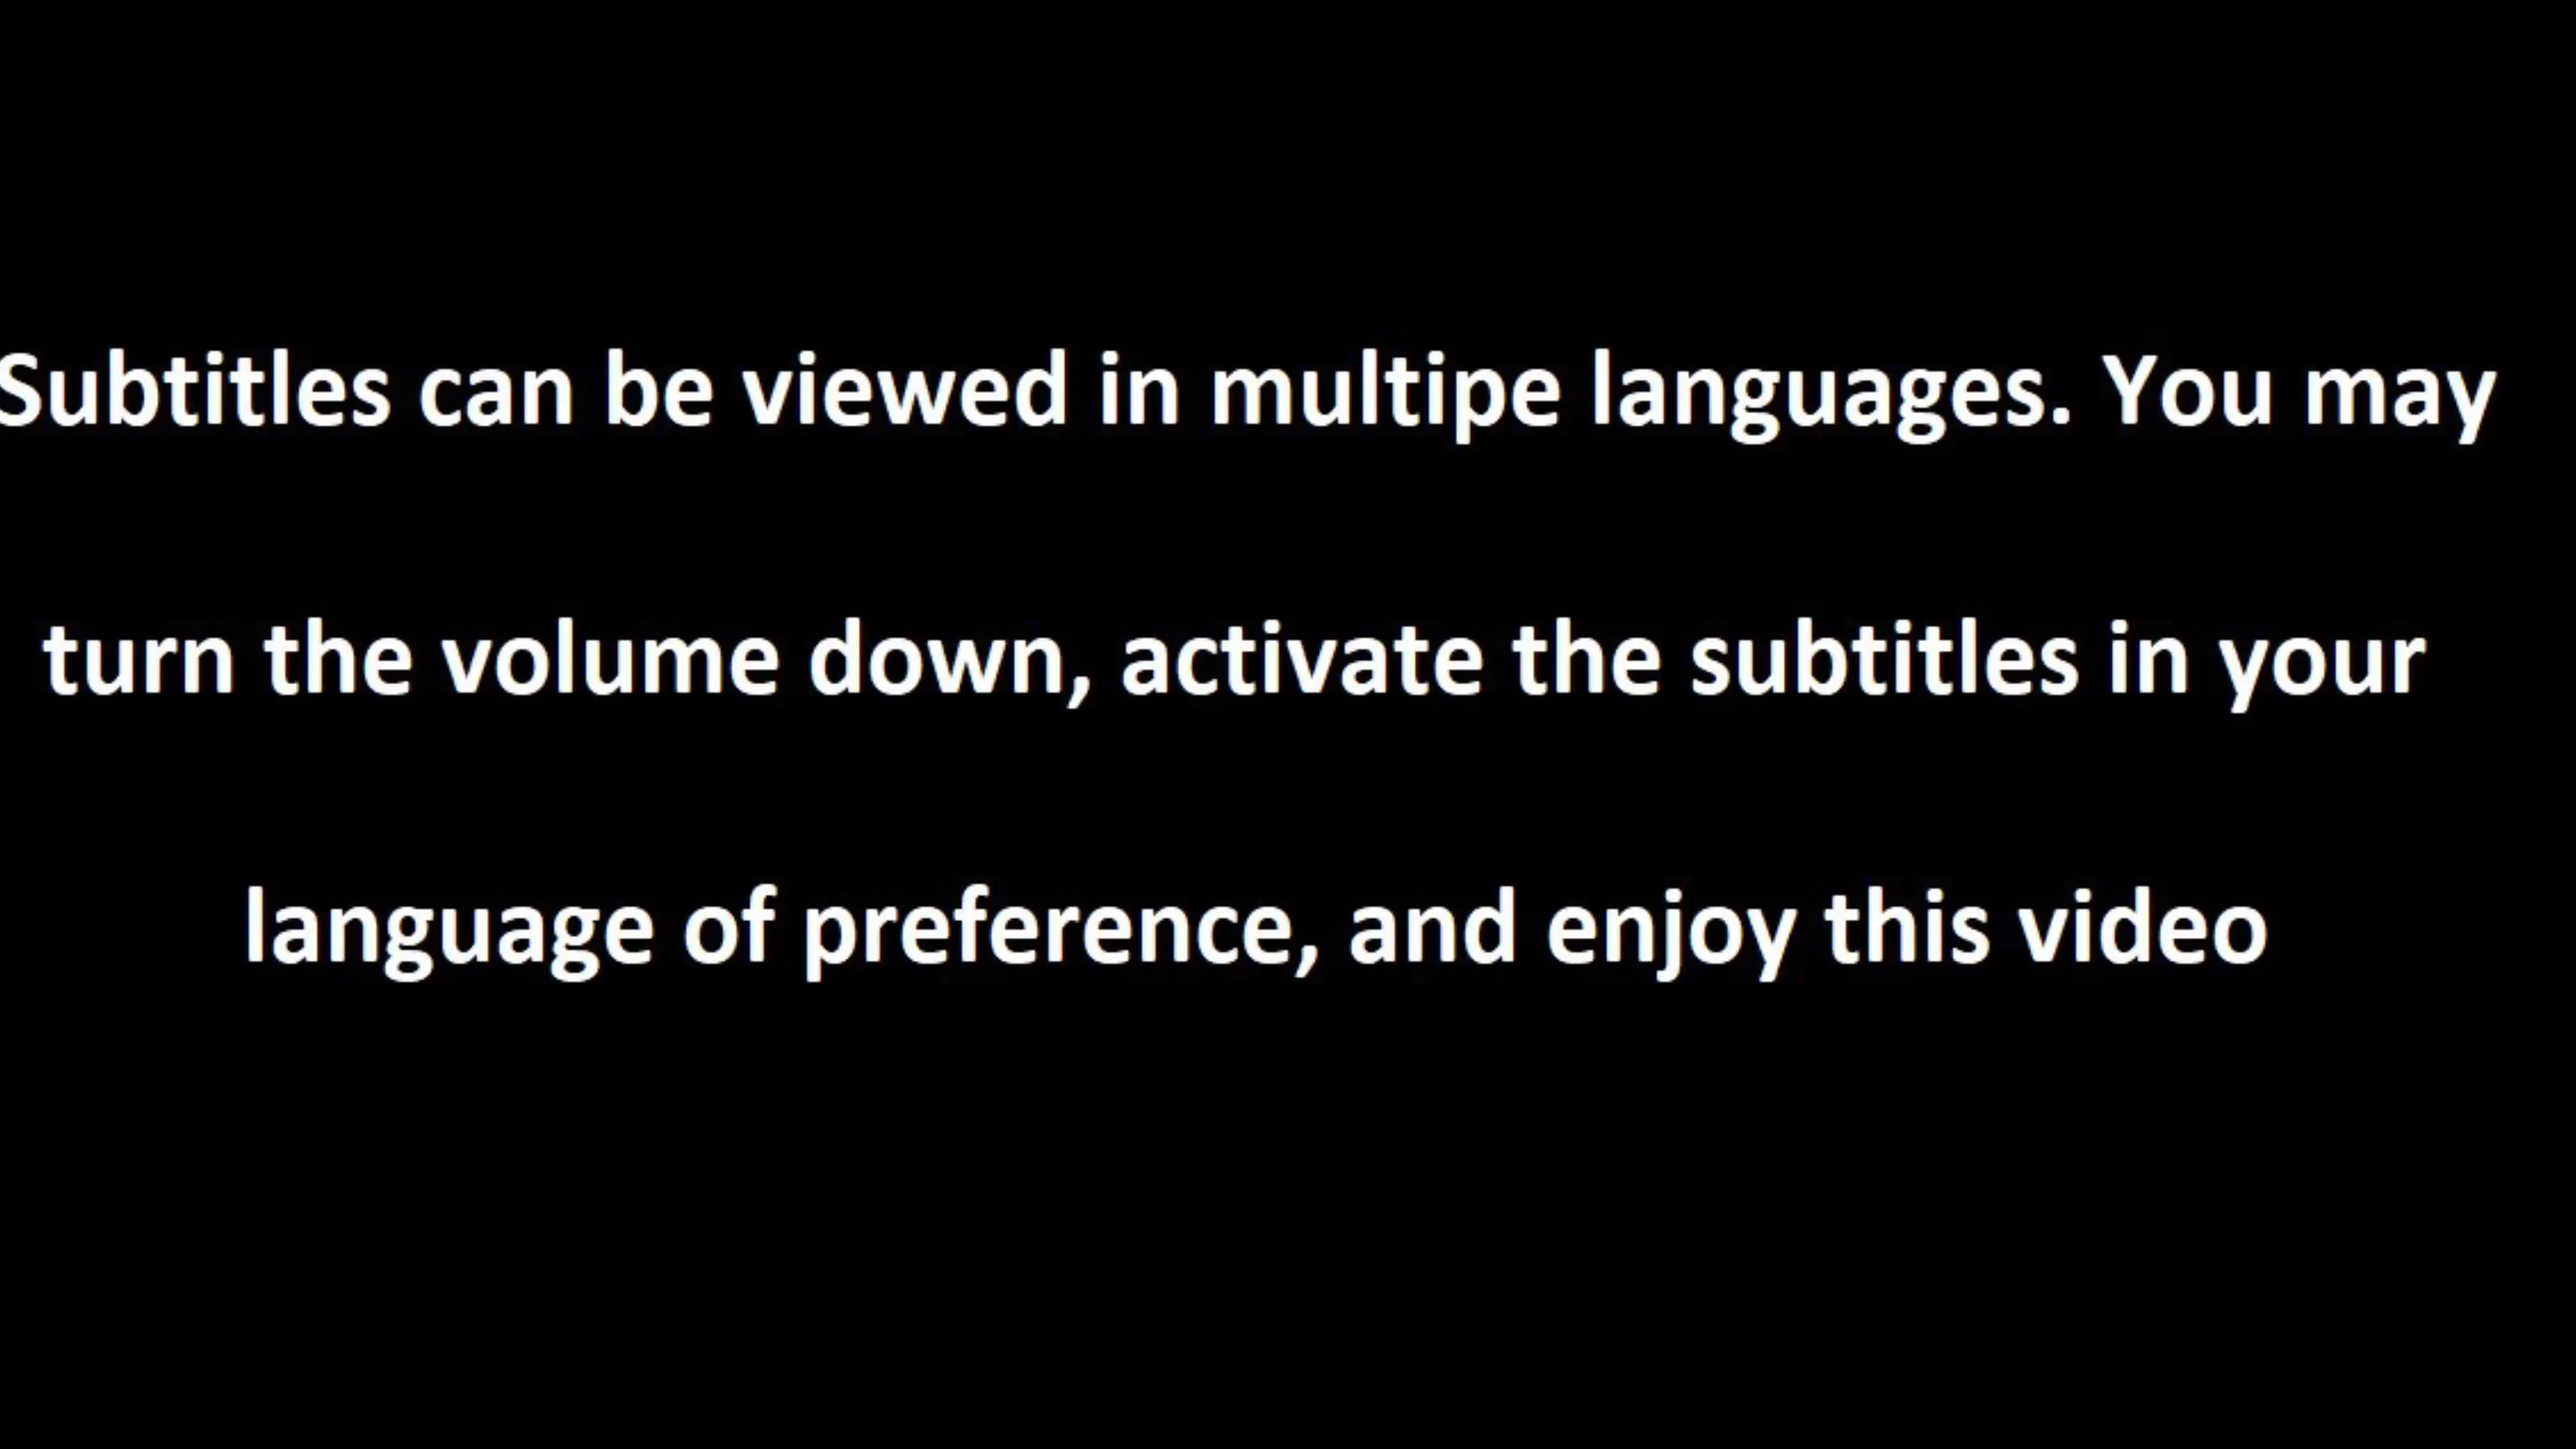 Subtitles can be viewed in multipe languages. You may
turn the volume down, activate the subtitles in your
language of preference, and enjoy this video